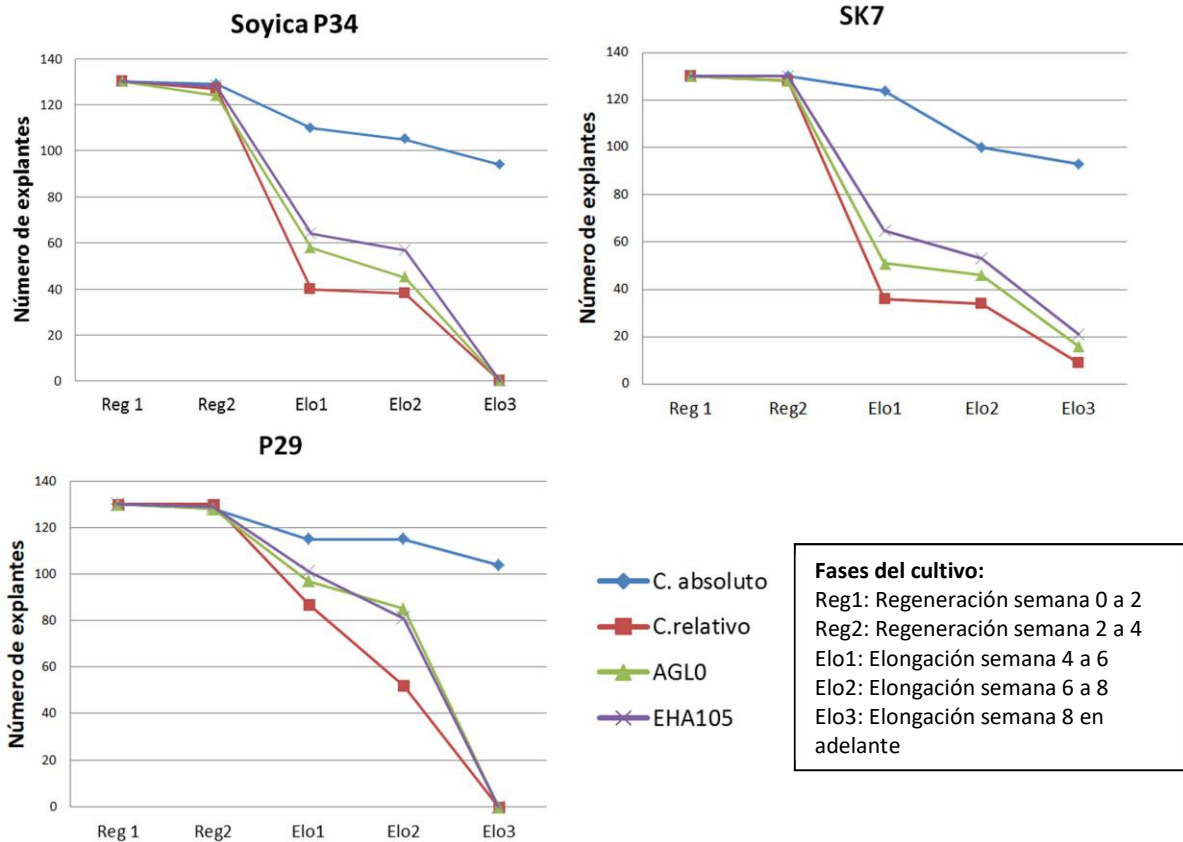 Soyica P34
Número de explantes
140
120
100
80
60
40
20
0
Reg 1 Reg2 Elo1 Elo2 Elo3
SK7
Número de explantes
140
120
100
80
60
40
20
0
Reg 1 Reg2 Elo1 Elo2 Elo3
P29
Número de explantes
140
120
100
80
60
40
20
0
Reg 1 Reg2 Elo1 Elo2 Elo3
C. absoluto
C.relativo
AGL0
EHA105
Fases del cultivo:
Reg1: Regeneración semana 0 a 2
Reg2: Regeneración semana 2 a 4
Elo1: Elongación semana 4 a 6
Elo2: Elongación semana 6 a 8
Elo3: Elongación semana 8 en
adelante